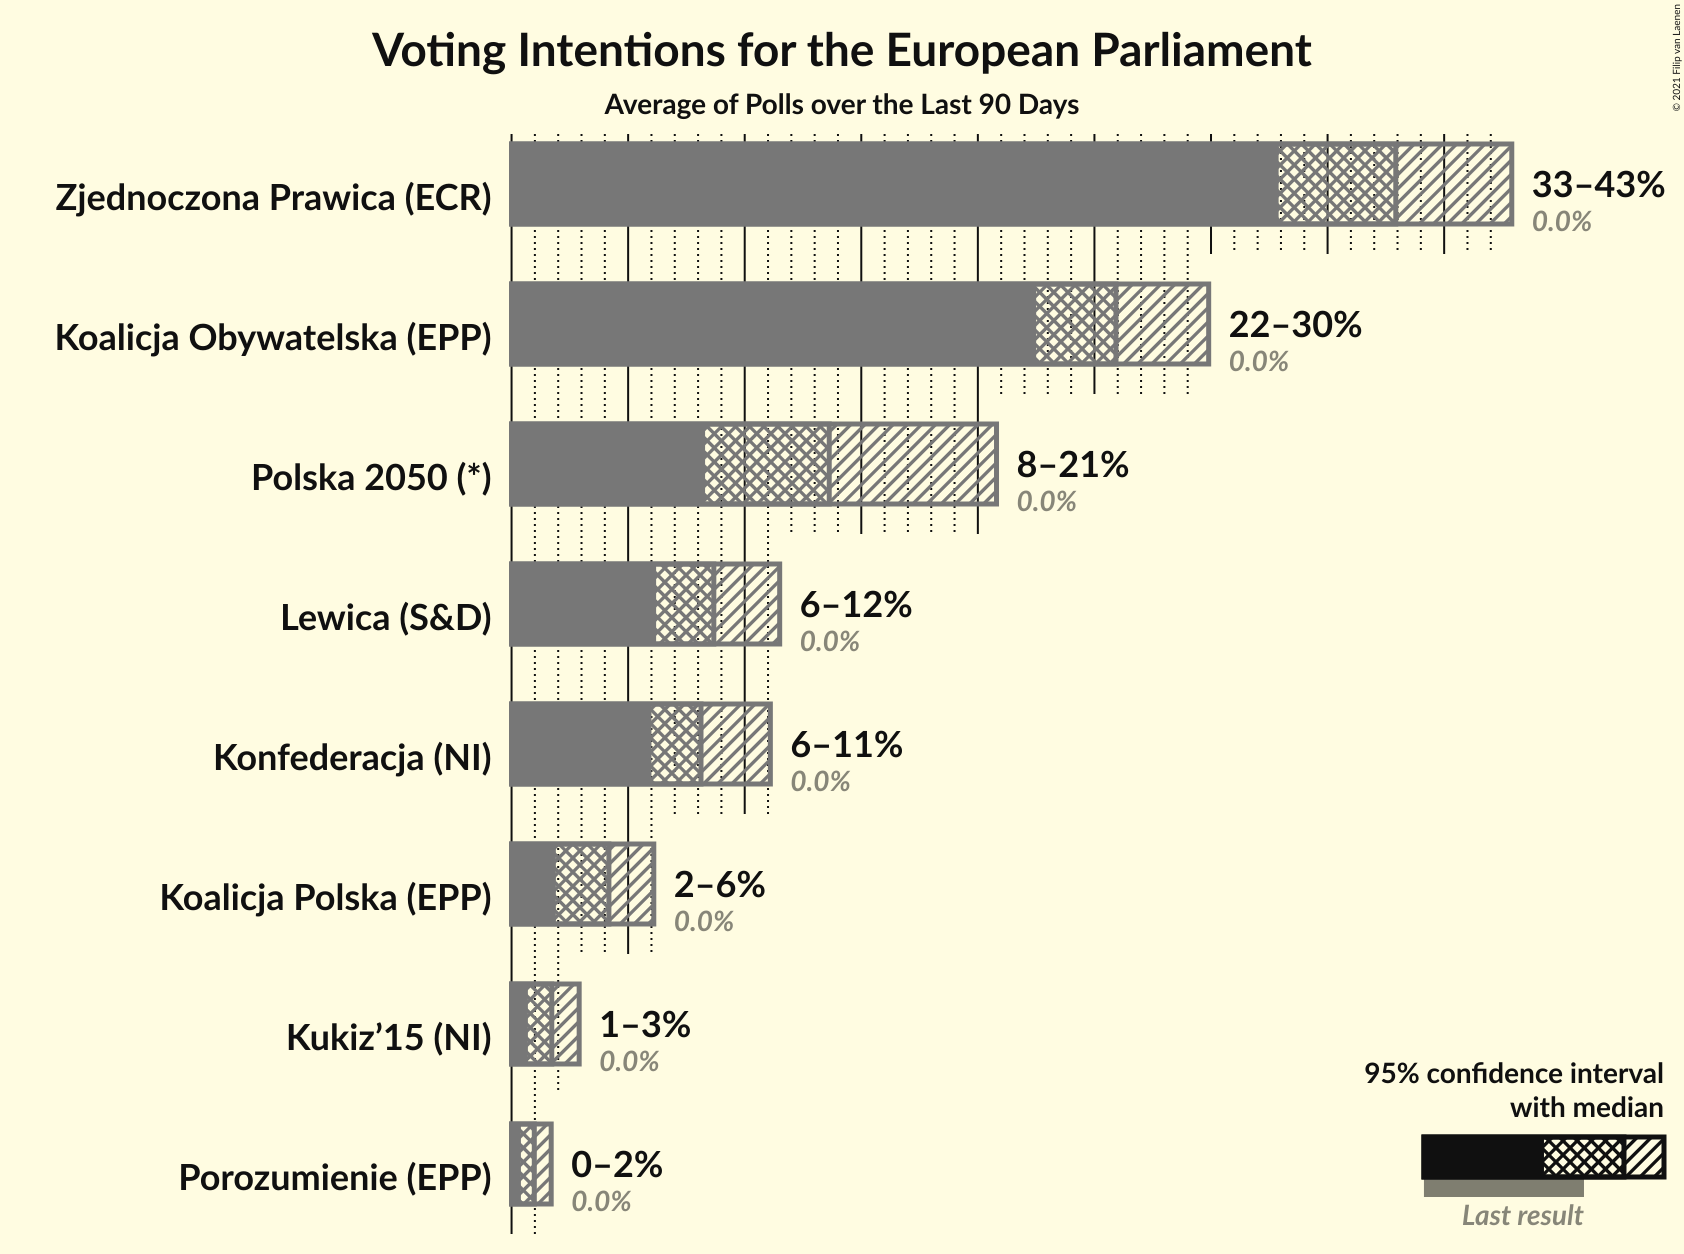 Voting Intentions for the European Parliament
Average of Polls over the Last 90 Days
© 2021 Filip van Laenen
Zjednoczona Prawica (ECR)
33–43%
0.0%
Koalicja Obywatelska (EPP)
22–30%
0.0%
Polska 2050 (*)
8–21%
0.0%
Lewica (S&D)
6–12%
0.0%
Konfederacja (NI)
6–11%
0.0%
Koalicja Polska (EPP)
2–6%
0.0%
Kukiz’15 (NI)
1–3%
0.0%
Porozumienie (EPP)
0–2%
0.0%
95% confidence interval
with median
Last result